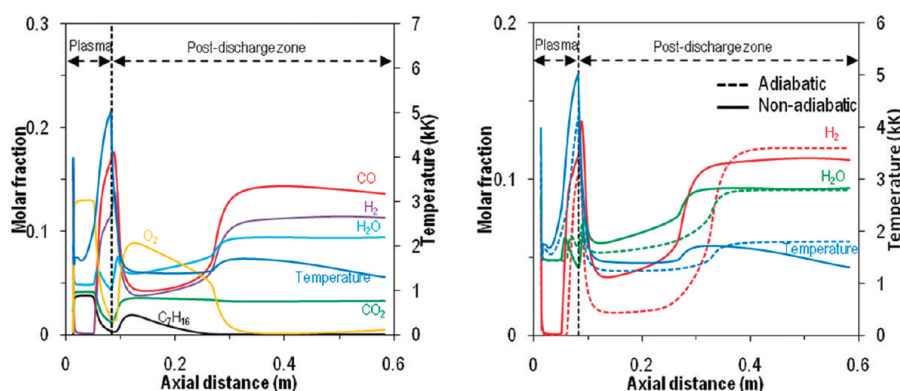 0.3
0.2
0.1
0
Molar fraction
Plasma
Post-discharge zone
O₂
CO
H₂
H₂O
Temperature
CO₂
C₇H₁₆
7
6
5
4
3
2
1
0
Temperature (kK)
0
0.2
0.4
0.6
Axial distance (m)
0.2
0.1
0
Molar fraction
Plasma
Post-discharge zone
Adiabatic
Non-adiabatic
H₂
H₂O
Temperature
6
5
4
3
2
1
0
Temperature (kK)
0
0.2
0.4
0.6
Axial distance (m)